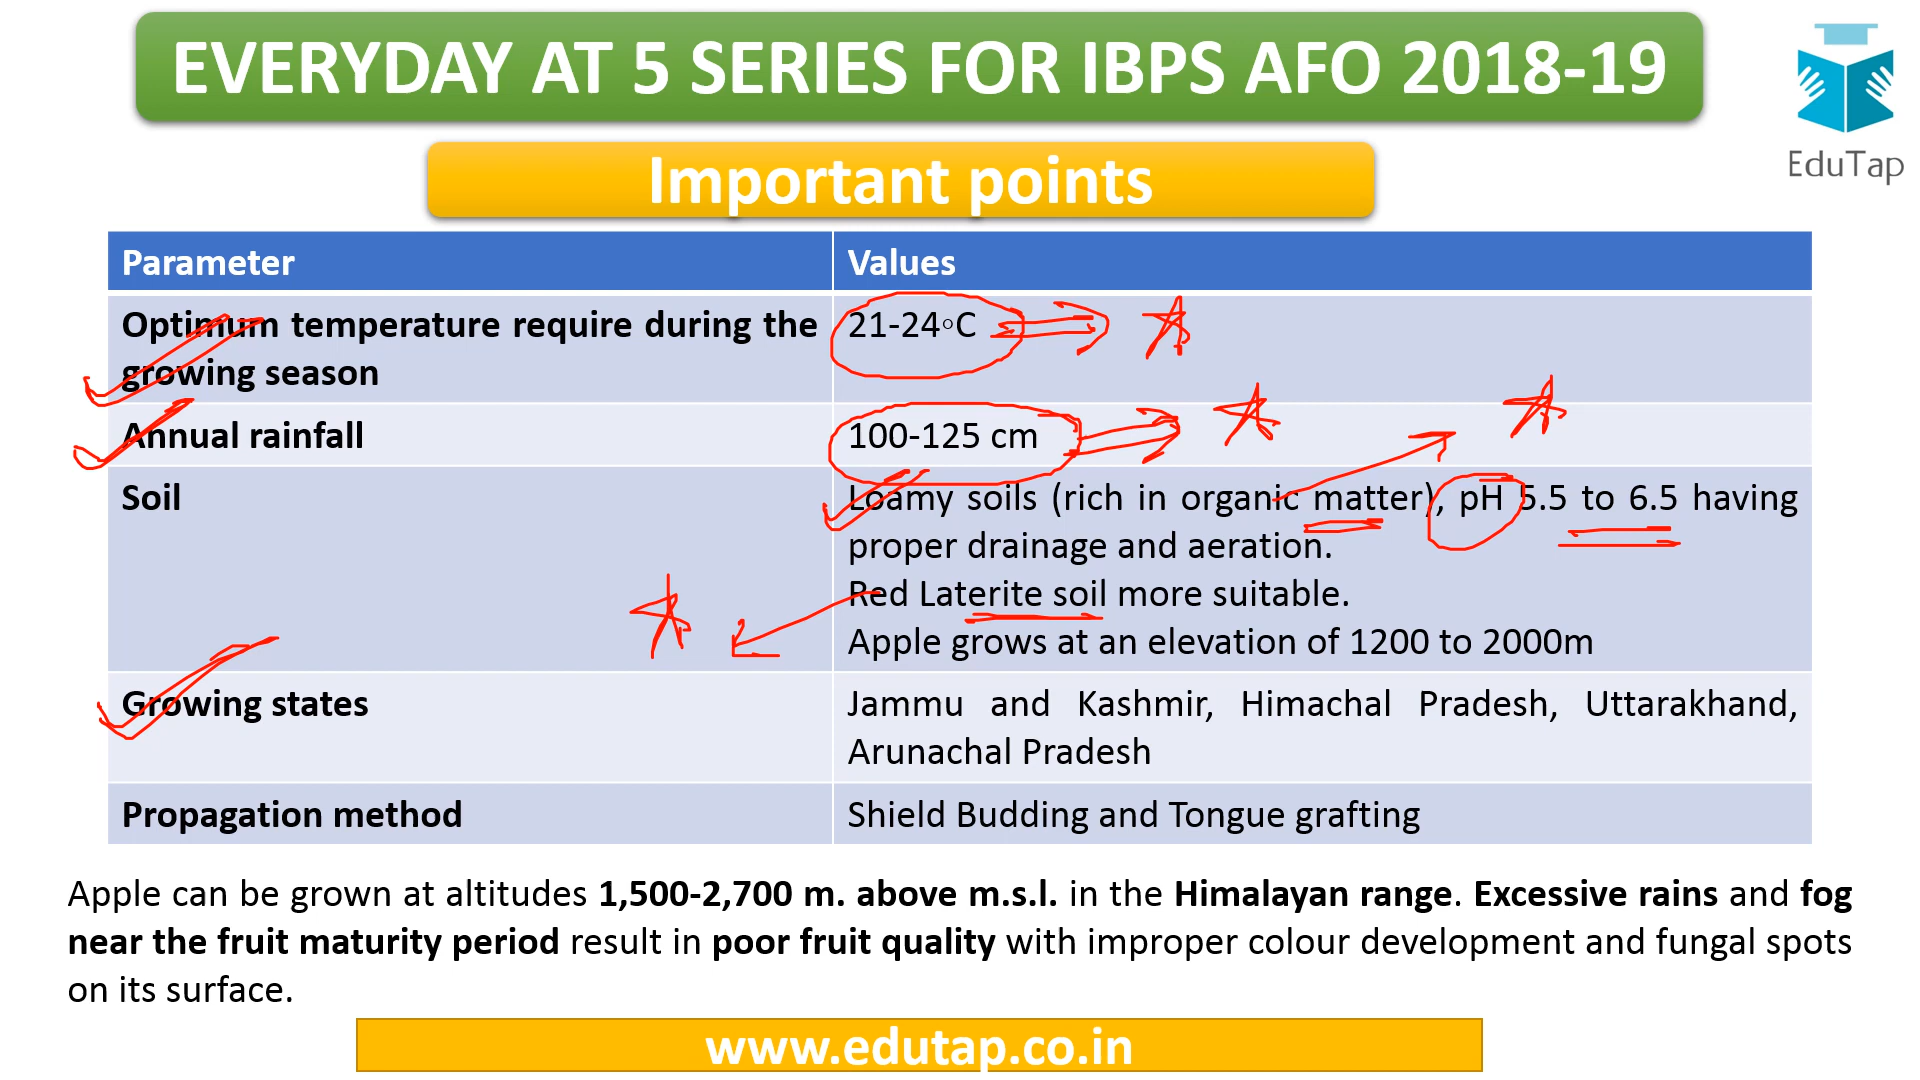 EVERYDAY AT 5 SERIES FOR IBPS AFO 2018-19
EduTap
Important points
Parameter
Values
Optimum temperature require during the
growing season
21-24°C
Annual rainfall
100-125 cm
Soil
Loamy soils (rich in organic matter), pH 5.5 to 6.5 having
proper drainage and aeration.
Red Laterite soil more suitable.
Apple grows at an elevation of 1200 to 2000m
Growing states
Jammu and Kashmir, Himachal Pradesh, Uttarakhand,
Arunachal Pradesh
Propagation method
Shield Budding and Tongue grafting
Apple can be grown at altitudes 1,500-2,700 m. above m.s.l. in the Himalayan range. Excessive rains and fog
near the fruit maturity period result in poor fruit quality with improper colour development and fungal spots
on its surface.
www.edutap.co.in